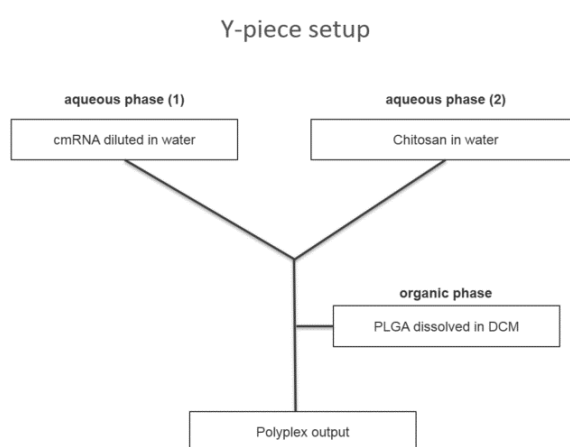 Y-piece setup
aqueous phase (1)
aqueous phase (2)
cmRNA diluted in water
Chitosan in water
organic phase
PLGA dissolved in DCM
Polyplex output